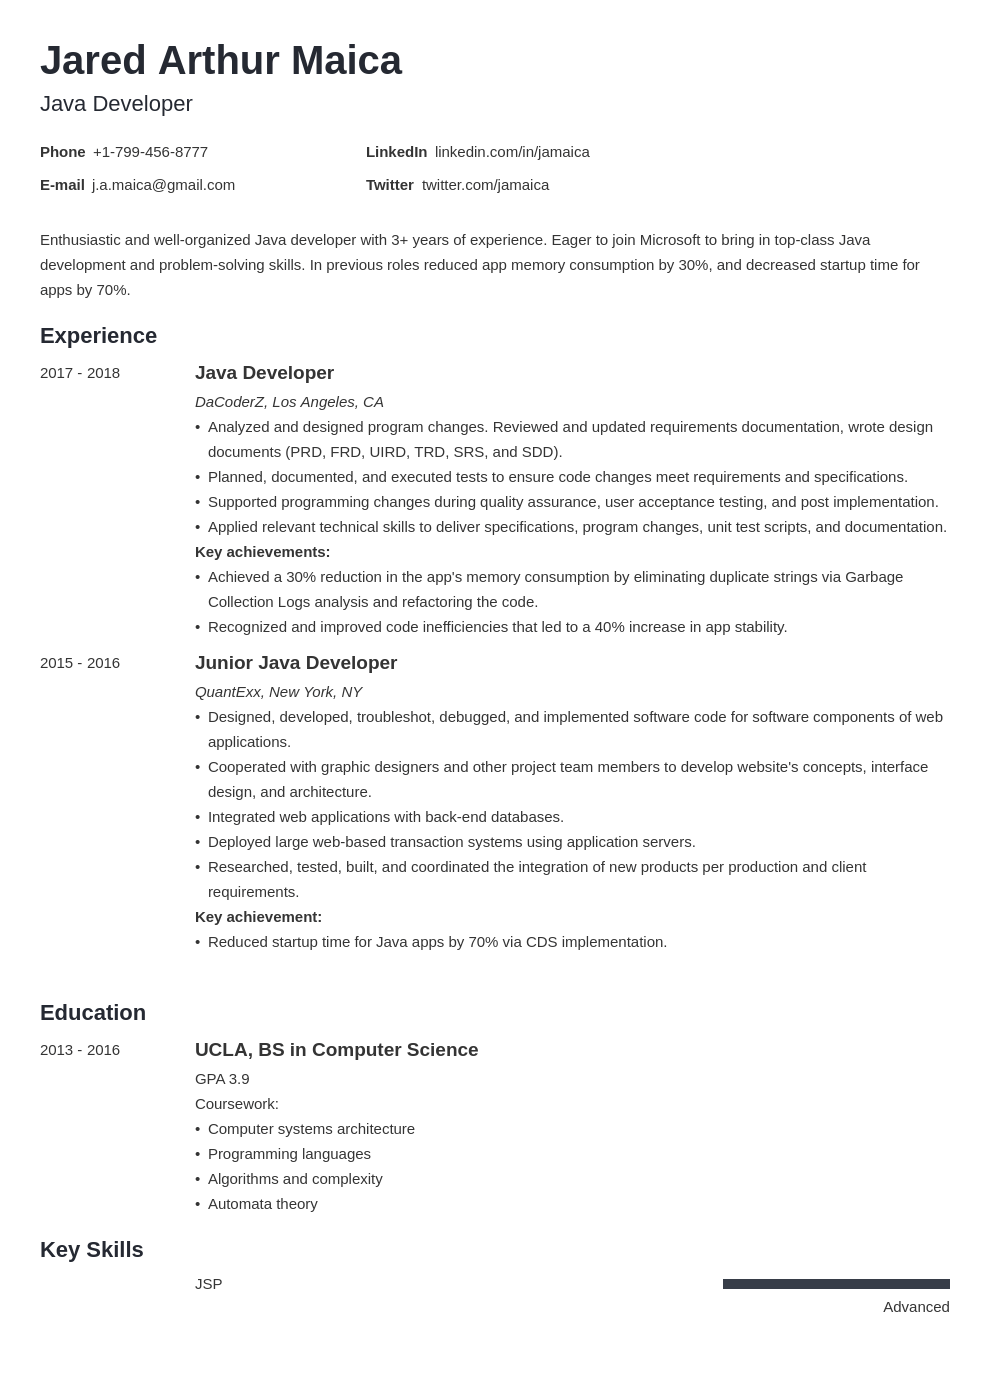 Jared Arthur Maica
Java Developer
Phone +1-799-456-8777 LinkedIn linkedin.com/in/jamaica
E-mail j.a.maica@gmail.com Twitter twitter.com/jamaica
Enthusiastic and well-organized Java developer with 3+ years of experience. Eager to join Microsoft to bring in top-class Java
development and problem-solving skills. In previous roles reduced app memory consumption by 30%, and decreased startup time for
apps by 70%.
Experience
2017 - 2018 Java Developer
DaCoderZ, Los Angeles, CA
• Analyzed and designed program changes. Reviewed and updated requirements documentation, wrote design
documents (PRD, FRD, UIRD, TRD, SRS, and SDD).
• Planned, documented, and executed tests to ensure code changes meet requirements and specifications.
• Supported programming changes during quality assurance, user acceptance testing, and post implementation.
• Applied relevant technical skills to deliver specifications, program changes, unit test scripts, and documentation.
Key achievements:
• Achieved a 30% reduction in the app's memory consumption by eliminating duplicate strings via Garbage
Collection Logs analysis and refactoring the code.
• Recognized and improved code inefficiencies that led to a 40% increase in app stability.
2015 - 2016 Junior Java Developer
QuantExx, New York, NY
• Designed, developed, troubleshot, debugged, and implemented software code for software components of web
applications.
• Cooperated with graphic designers and other project team members to develop website's concepts, interface
design, and architecture.
• Integrated web applications with back-end databases.
• Deployed large web-based transaction systems using application servers.
• Researched, tested, built, and coordinated the integration of new products per production and client
requirements.
Key achievement:
• Reduced startup time for Java apps by 70% via CDS implementation.
Education
2013 - 2016 UCLA, BS in Computer Science
GPA 3.9
Coursework:
• Computer systems architecture
• Programming languages
• Algorithms and complexity
• Automata theory
Key Skills
JSP
Advanced